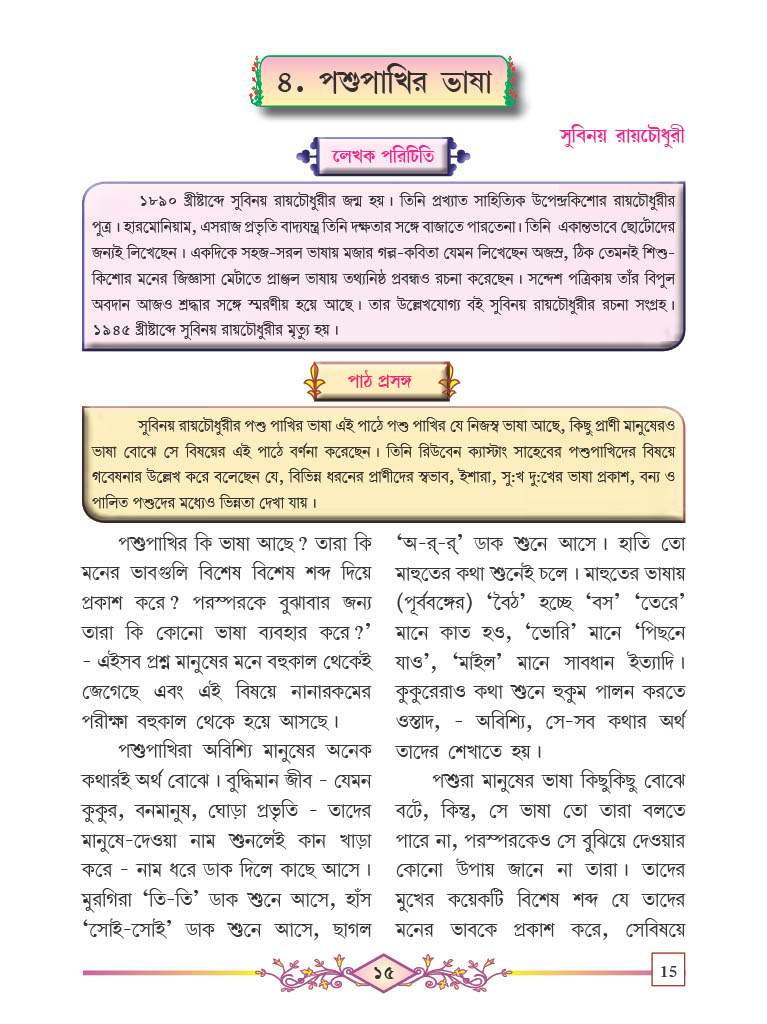 ৪. পশুপাখির ভাষা
সুবিনয় রায়চৌধুরী
লেখক পরিচিতি
১৮৯০ খ্রীষ্টাব্দে সুবিনয় রায়চৌধুরীর জন্ম হয়। তিনি প্রখ্যাত সাহিত্যিক উপেন্দ্রকিশোর রায়চৌধুরীর
পুত্র। হারমোনিয়াম, এসরাজ প্রভৃতি বাদ্যযন্ত্র তিনি দক্ষতার সঙ্গে বাজাতে পারতেনা। তিনি একান্তভাবে ছোটোদের
জন্যই লিখেছেন। একদিকে সহজ-সরল ভাষায় মজার গল্প-কবিতা যেমন লিখেছেন অজস্র, ঠিক তেমনই শিশু-
কিশোর মনের জিজ্ঞাসা মেটাতে প্রাঞ্জল ভাষায় তথ্যনিষ্ঠ প্রবন্ধও রচনা করেছেন। সন্দেশ পত্রিকায় তাঁর বিপুল
অবদান আজও শ্রদ্ধার সঙ্গে স্মরণীয় হয়ে আছে। তার উল্লেখযোগ্য বই সুবিনয় রায়চৌধুরীর রচনা সংগ্রহ।
১৯৪৫ খ্রীষ্টাব্দে সুবিনয় রায়চৌধুরীর মৃত্যু হয়।
পাঠ প্রসঙ্গ
সুবিনয় রায়চৌধুরীর পশু পাখির ভাষা এই পাঠে পশু পাখির যে নিজস্ব ভাষা আছে, কিছু প্রাণী মানুষেরও
ভাষা বোঝে সে বিষয়ের এই পাঠে বর্ণনা করেছেন। তিনি রিউবেন ক্যাস্টাং সাহেবের পশুপাখিদের বিষয়ে
গবেষনার উল্লেখ করে বলেছেন যে, বিভিন্ন ধরনের প্রাণীদের স্বভাব, ইশারা, সু:খ দু:খের ভাষা প্রকাশ, বন্য ও
পালিত পশুদের মধ্যেও ভিন্নতা দেখা যায়।
পশুপাখির কি ভাষা আছে? তারা কি
মনের ভাবগুলি বিশেষ বিশেষ শব্দ দিয়ে
প্রকাশ করে? পরস্পরকে বুঝাবার জন্য
তারা কি কোনো ভাষা ব্যবহার করে?’
- এইসব প্রশ্ন মানুষের মনে বহুকাল থেকেই
জেগেছে এবং এই বিষয়ে নানারকমের
পরীক্ষা বহুকাল থেকে হয়ে আসছে।
পশুপাখিরা অবিশ্যি মানুষের অনেক
কথারই অর্থ বোঝে। বুদ্ধিমান জীব - যেমন
কুকুর, বনমানুষ, ঘোড়া প্রভৃতি - তাদের
মানুষে-দেওয়া নাম শুনলেই কান খাড়া
করে - নাম ধরে ডাক দিলে কাছে আসে।
মুরগিরা ‘তি-তি’ ডাক শুনে আসে, হাঁস
‘সোই-সোই’ ডাক শুনে আসে, ছাগল
‘অ-র্-র্’ ডাক শুনে আসে। হাতি তো
মাহুতের কথা শুনেই চলে। মাহুতের ভাষায়
(পূর্ববঙ্গের) ‘বৈঠ’ হচ্ছে ‘বস’ ‘তেরে’
মানে কাত হও, ‘ভোরি’ মানে ‘পিছনে
যাও’, ‘মাইল’ মানে সাবধান ইত্যাদি।
কুকুরেরাও কথা শুনে হুকুম পালন করতে
ওস্তাদ, - অবিশ্যি, সে-সব কথার অর্থ
তাদের শেখাতে হয়।
পশুরা মানুষের ভাষা কিছুকিছু বোঝে
বটে, কিন্তু, সে ভাষা তো তারা বলতে
পারে না, পরস্পরকেও সে বুঝিয়ে দেওয়ার
কোনো উপায় জানে না তারা। তাদের
মুখের কয়েকটি বিশেষ শব্দ যে তাদের
মনের ভাবকে প্রকাশ করে, সেবিষয়ে
১৫
15